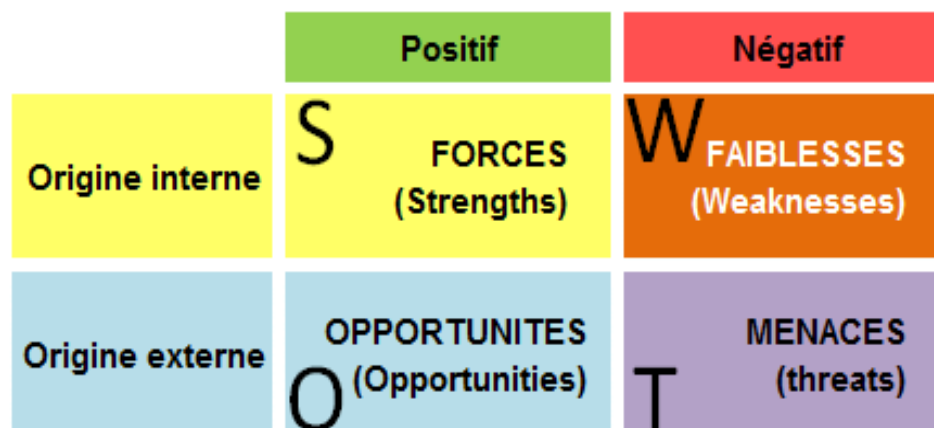 Positif
Négatif
Origine interne
S
FORCES
(Strengths)
W
FAIBLESSES
(Weaknesses)
Origine externe
OPPORTUNITES
(Opportunities)
O
MENACES
(threats)
T